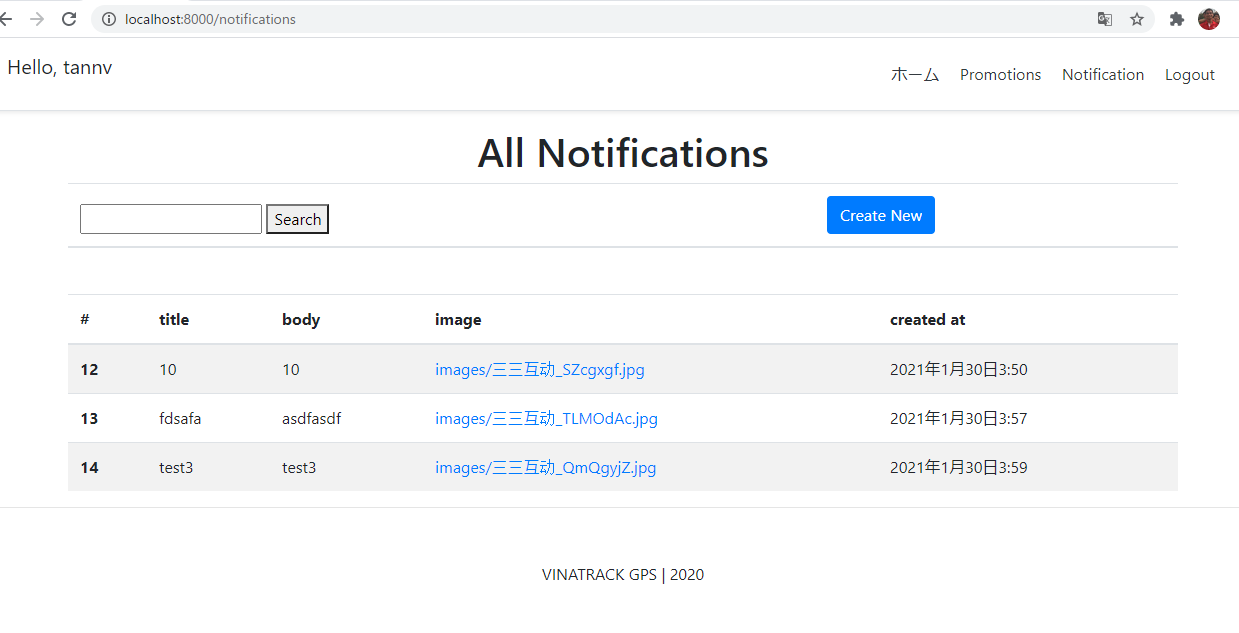 localhost:8000/notifications
Hello, tannv
ホーム Promotions Notification Logout
All Notifications
Search Create New
# title body image created at
12 10 10 images/三三互动_SZcgxgf.jpg 2021年1月30日3:50
13 fdsafa asdfasdf images/三三互动_TLMOdAc.jpg 2021年1月30日3:57
14 test3 test3 images/三三互动_QmQgyjZ.jpg 2021年1月30日3:59
VINATRACK GPS | 2020